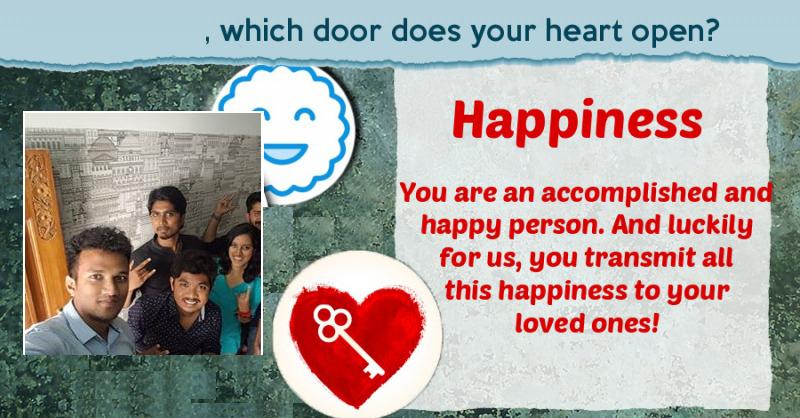 , which door does your heart open?
Happiness
You are an accomplished and
happy person. And luckily
for us, you transmit all
this happiness to your
loved ones!